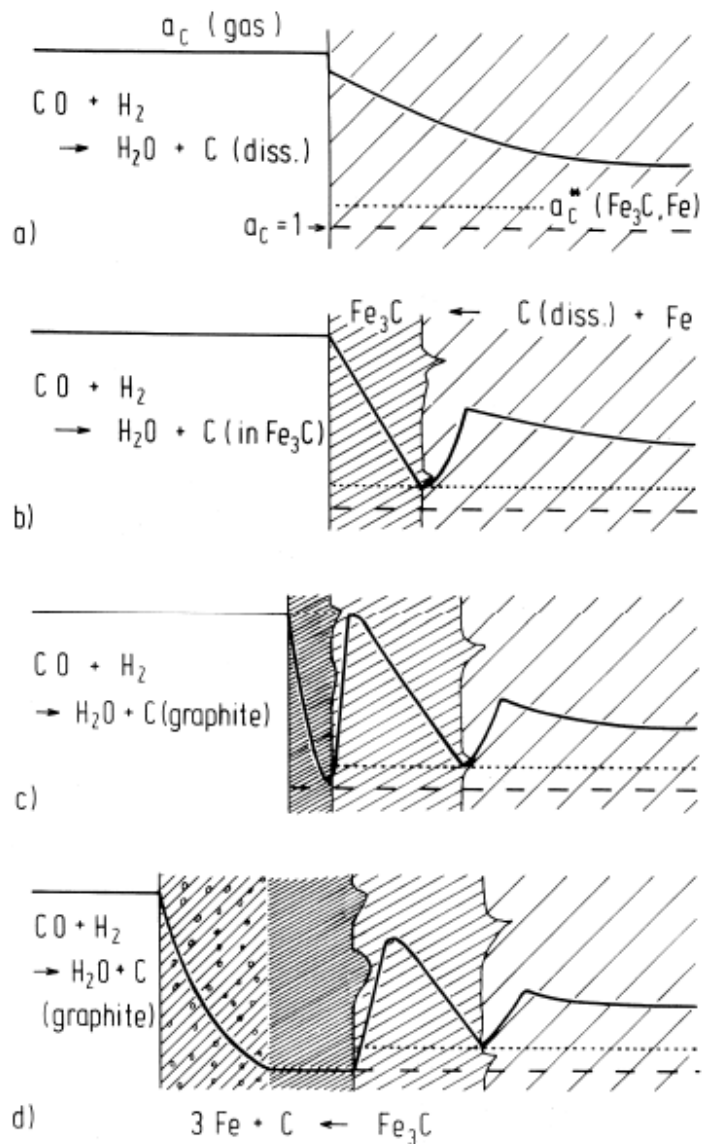 a_C (gas)
CO + H₂
→ H₂O + C (diss.)
a_C^* (Fe₃C, Fe)
a_C = 1
a)
Fe₃C ← C (diss.) + Fe
CO + H₂
→ H₂O + C (in Fe₃C)
b)
CO + H₂
→ H₂O + C (graphite)
c)
CO + H₂
→ H₂O + C
(graphite)
d) 3 Fe + C ← Fe₃C